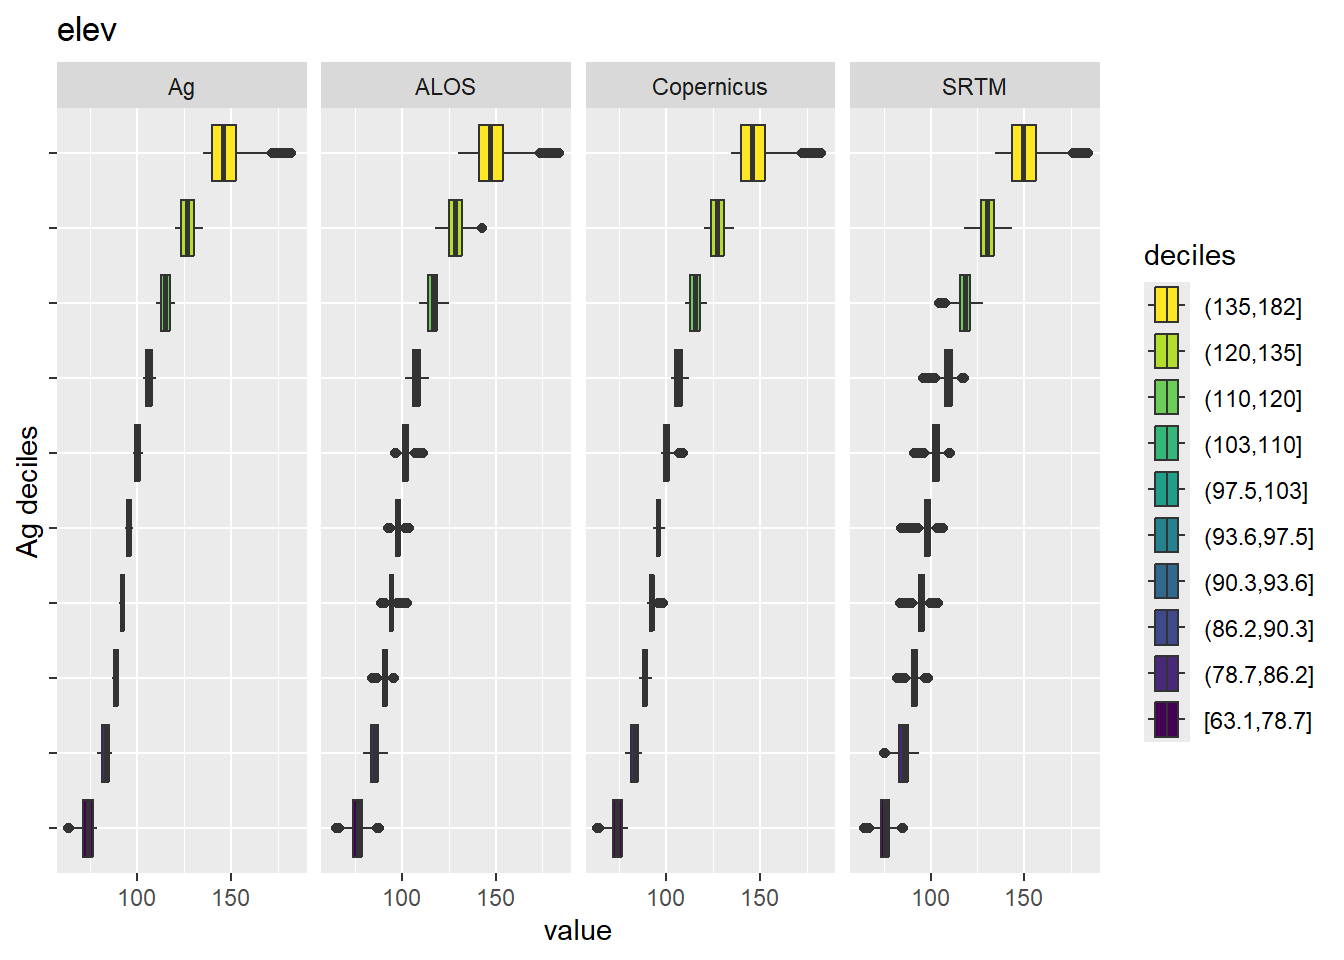 elev
Ag
ALOS
Copernicus
SRTM
Ag deciles
100
150
100
150
100
150
100
150
value
deciles
(135,182]
(120,135]
(110,120]
(103,110]
(97.5,103]
(93.6,97.5]
(90.3,93.6]
(86.2,90.3]
(78.7,86.2]
[63.1,78.7]